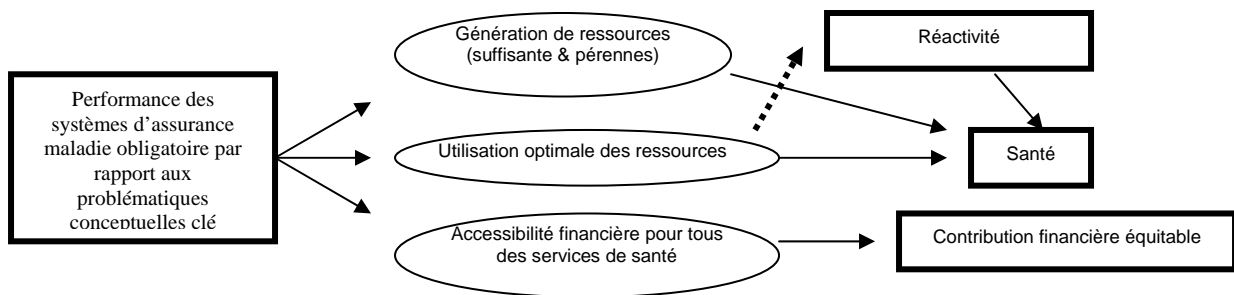 Performance des
systèmes d'assurance
maladie obligatoire par
rapport aux
problématiques
conceptuelles clé
Génération de ressources
(suffisante & pérennes)
Utilisation optimale des ressources
Accessibilité financière pour tous
des services de santé
Réactivité
Santé
Contribution financière équitable